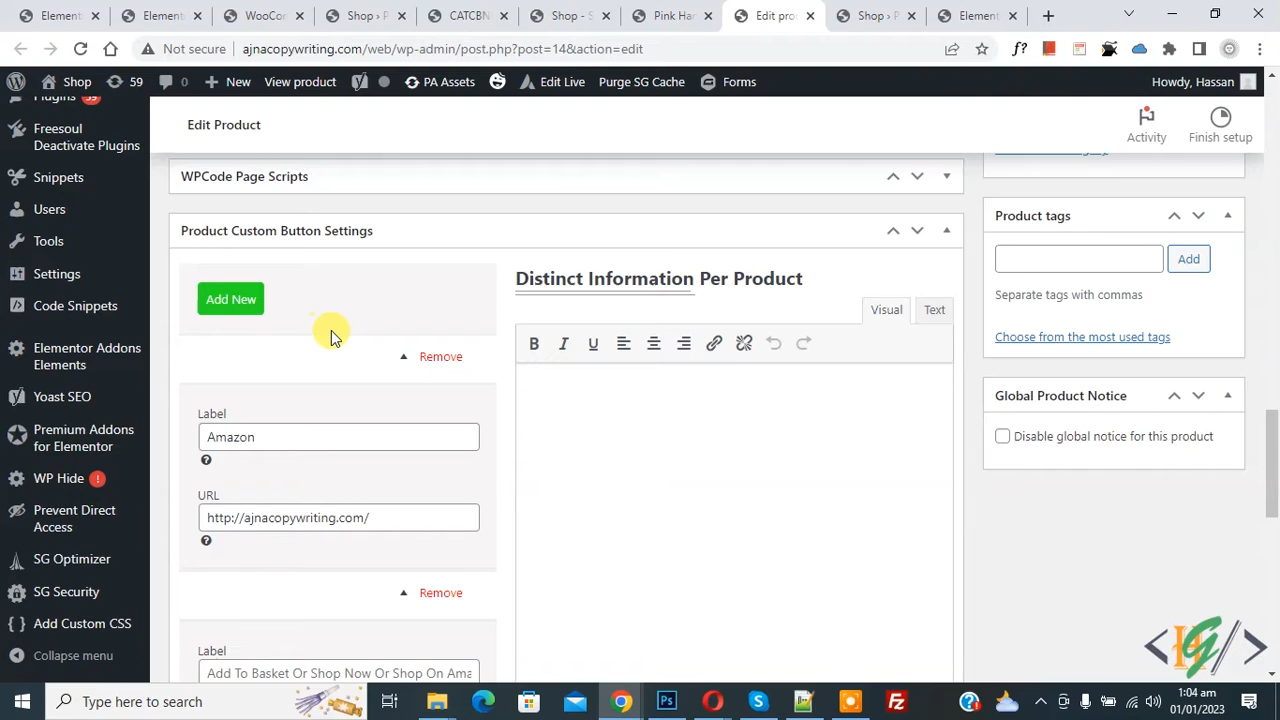 Element
Element
WooCor
Shop › P
CATCBN
Shop - S
Pink Har
Edit pro
Shop › P
Element
Not secure
ajnacopywriting.com/web/wp-admin/post.php?post=14&action=edit
f?
Shop 59 0 New View product PA Assets Edit Live Purge SG Cache Forms Howdy, Hassan
Plugins 59
Freesoul
Deactivate Plugins
Snippets
Users
Tools
Settings
Code Snippets
Elementor Addons
Elements
Yoast SEO
Premium Addons
for Elementor
WP Hide !
Prevent Direct
Access
SG Optimizer
SG Security
Add Custom CSS
Collapse menu
Edit Product
Activity
Finish setup
WPCode Page Scripts
Product Custom Button Settings
Add New
Remove
Label
Amazon
URL
http://ajnacopywriting.com/
Remove
Label
Add To Basket Or Shop Now Or Shop On Ama
Distinct Information Per Product
Visual Text
B I U
Product tags
Add
Separate tags with commas
Choose from the most used tags
Global Product Notice
Disable global notice for this product
Type here to search
Ps
1:04 am
01/01/2023